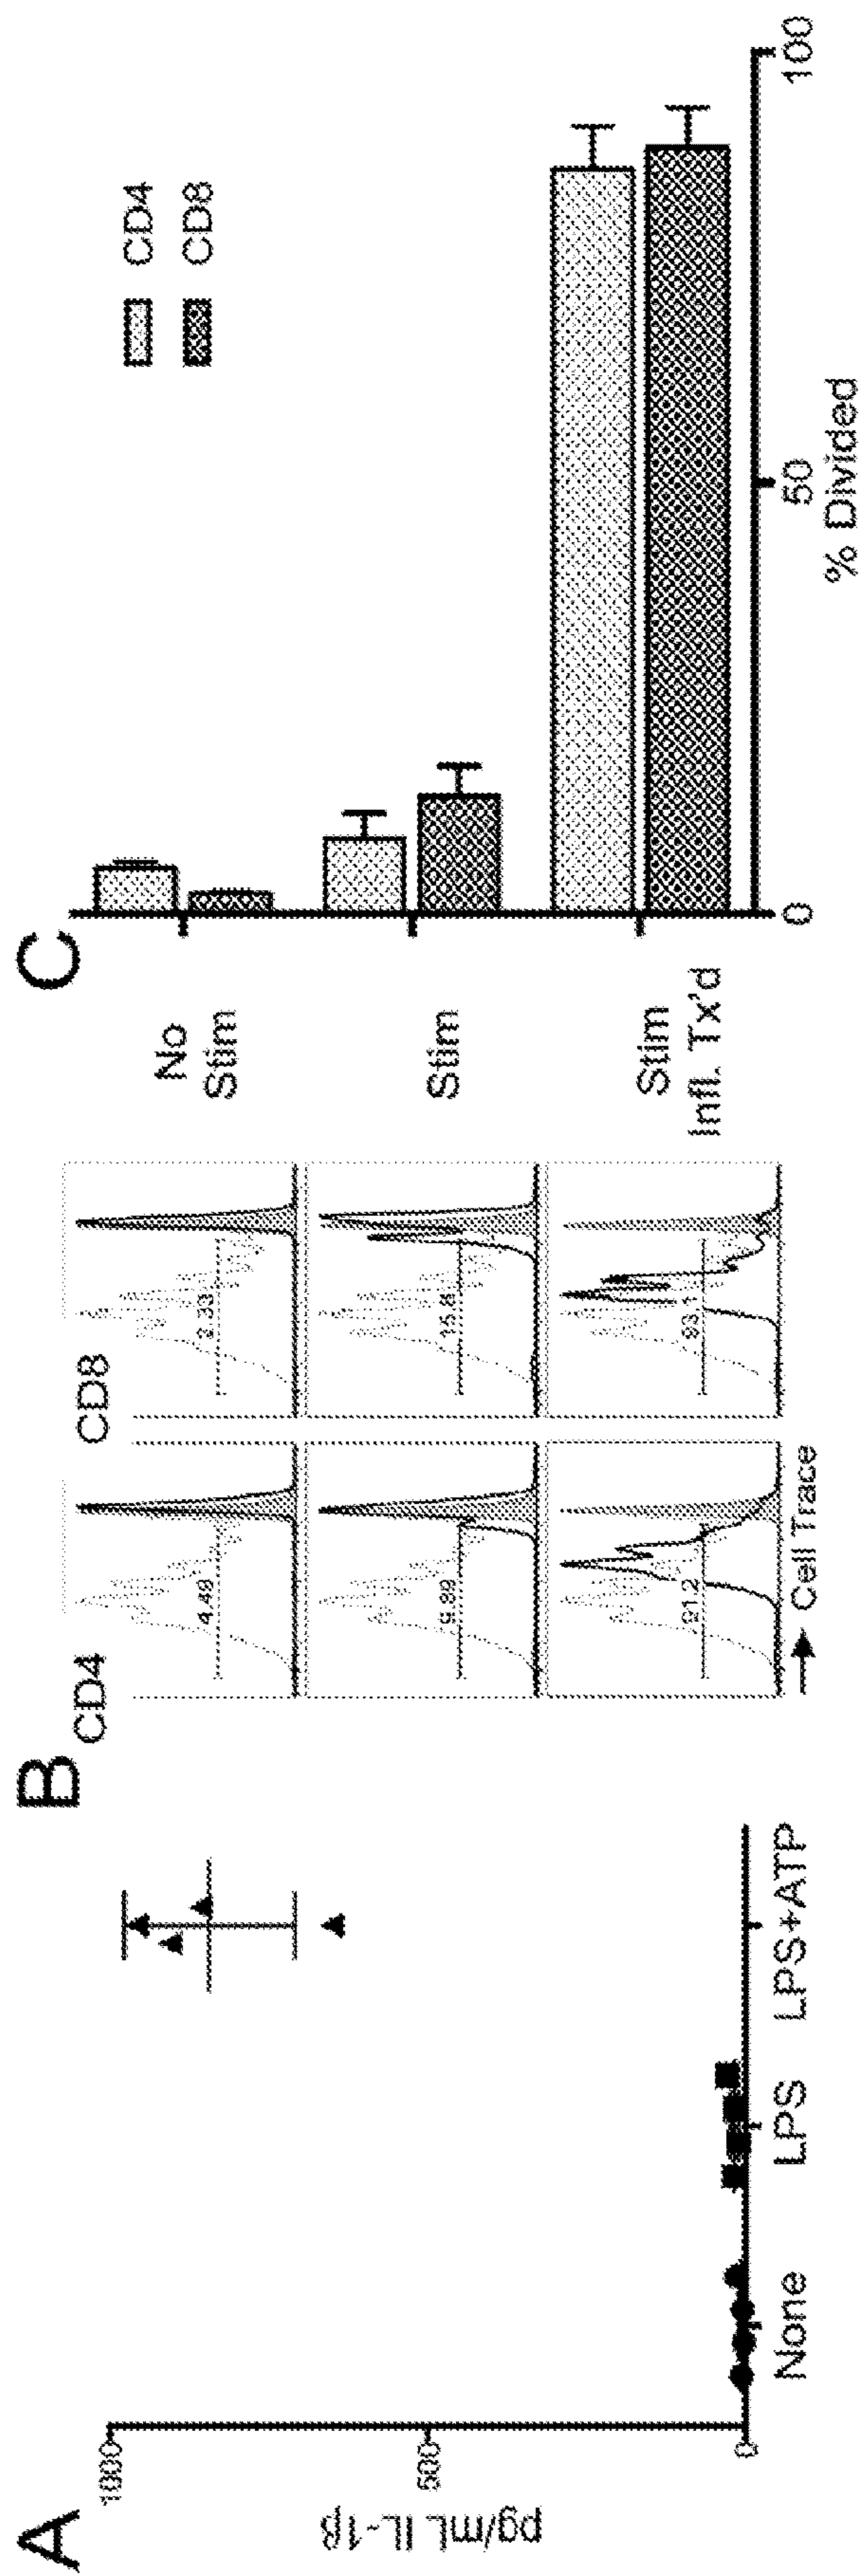 A
1000
500
0
pg/mL IL-1β
None
LPS
LPS+ATP
B
CD4
CD8
4.49
2.33
9.89
15.8
91.2
93.1
Cell Trace
C
CD4
CD8
No
Stim
Stim
Stim
Infl. Tx'd
0
50
100
% Divided